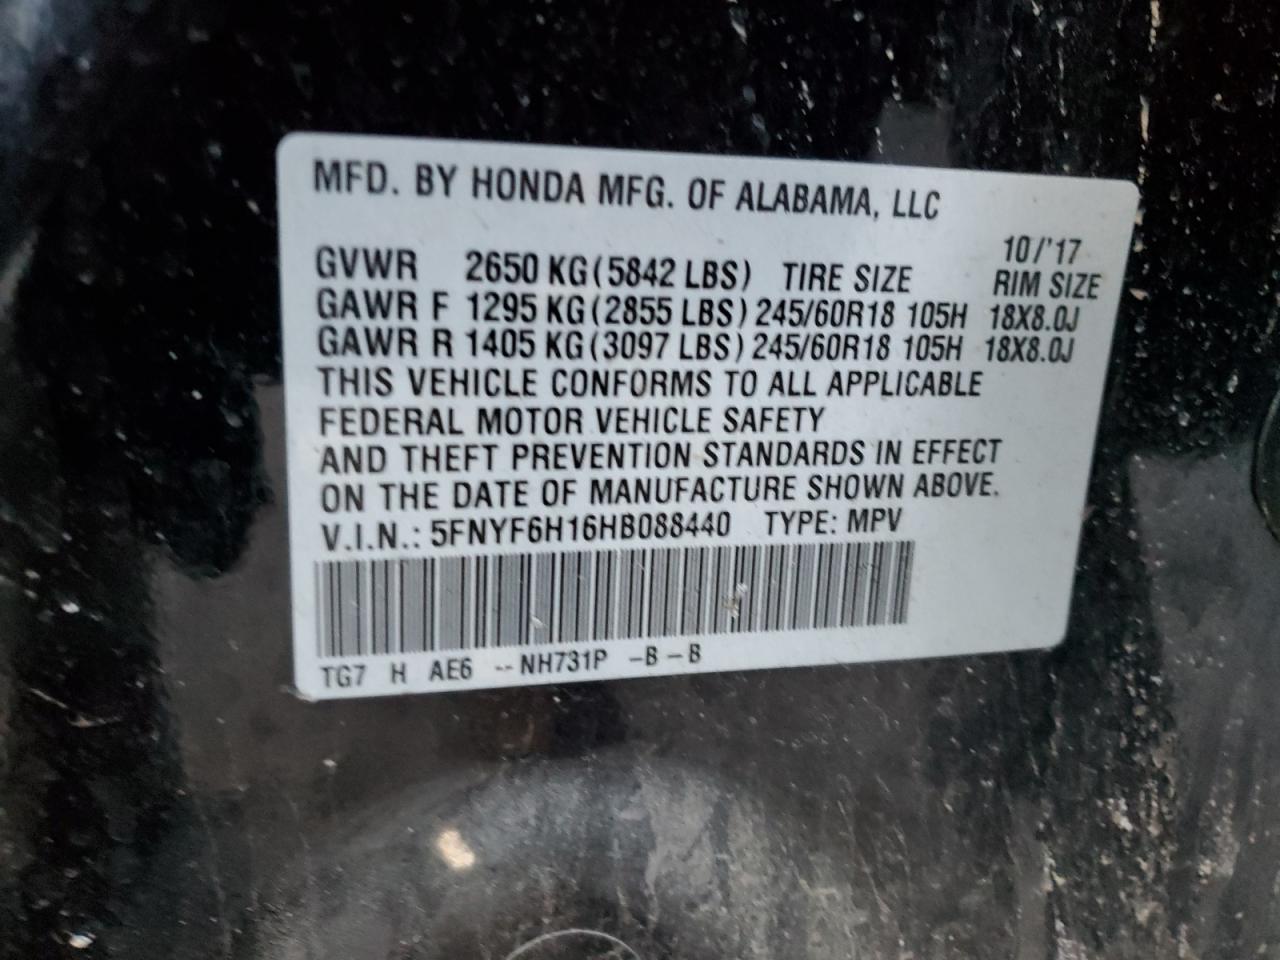 MFD. BY HONDA MFG. OF ALABAMA, LLC
10/'17
GVWR 2650 KG (5842 LBS) TIRE SIZE RIM SIZE
GAWR F 1295 KG (2855 LBS) 245/60R18 105H 18X8.0J
GAWR R 1405 KG (3097 LBS) 245/60R18 105H 18X8.0J
THIS VEHICLE CONFORMS TO ALL APPLICABLE
FEDERAL MOTOR VEHICLE SAFETY
AND THEFT PREVENTION STANDARDS IN EFFECT
ON THE DATE OF MANUFACTURE SHOWN ABOVE.
V.I.N.: 5FNYF6H16HB088440 TYPE: MPV
TG7 H AE6 --NH731P -B-B